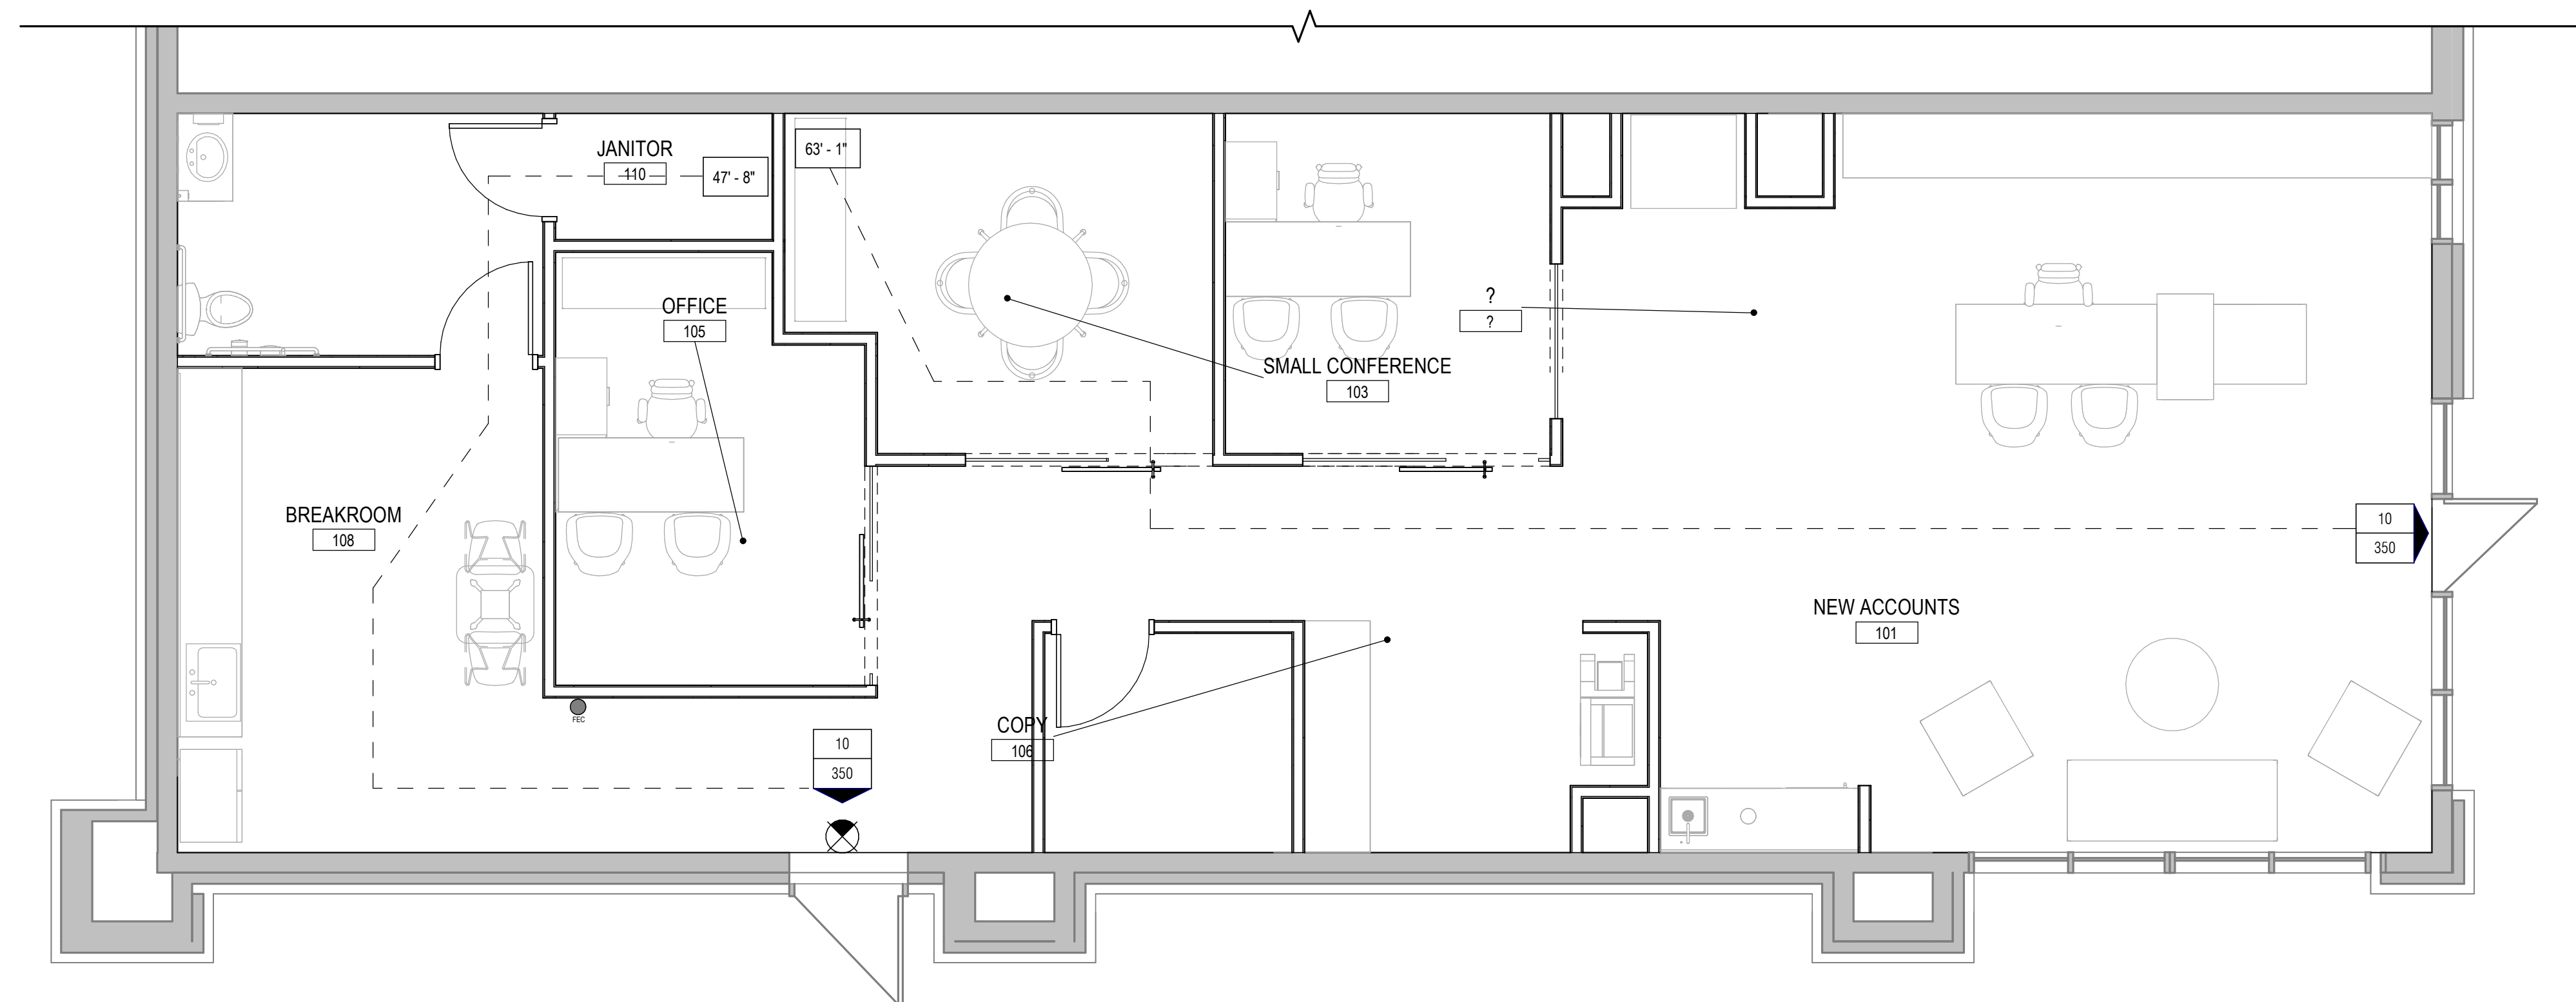 JANITOR
110
47' - 8"
63' - 1"
OFFICE
105
?
?
SMALL CONFERENCE
103
BREAKROOM
108
10
350
NEW ACCOUNTS
101
FEC
COPY
106
10
350